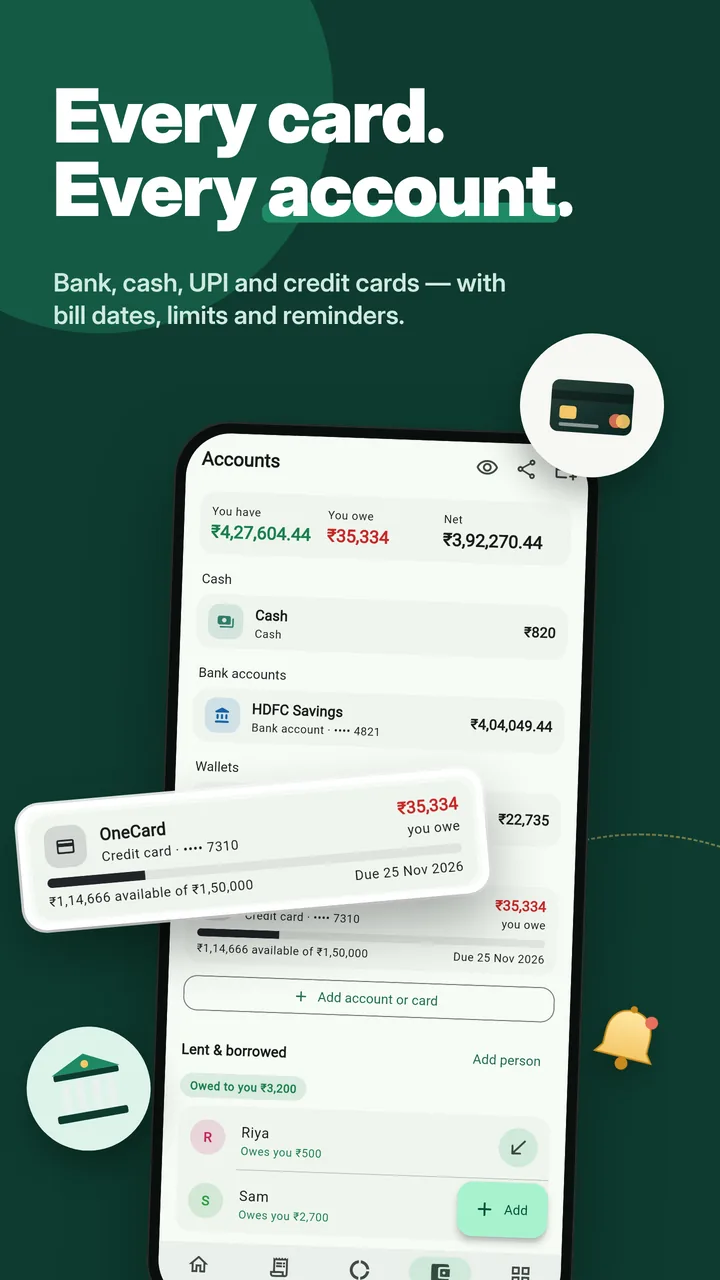 Every card.
Every account.
Bank, cash, UPI and credit cards — with
bill dates, limits and reminders.
Accounts
You have
₹4,27,604.44
You owe
₹35,334
Net
₹3,92,270.44
Cash
Cash
Cash
₹820
Bank accounts
HDFC Savings
Bank account · •••• 4821
₹4,04,049.44
Wallets
₹22,735
OneCard
Credit card · •••• 7310
₹35,334
you owe
₹1,14,666 available of ₹1,50,000
Due 25 Nov 2026
Credit card · •••• 7310
₹35,334
you owe
₹1,14,666 available of ₹1,50,000
Due 25 Nov 2026
+ Add account or card
Lent & borrowed
Add person
Owed to you ₹3,200
R
Riya
Owes you ₹500
S
Sam
Owes you ₹2,700
+ Add